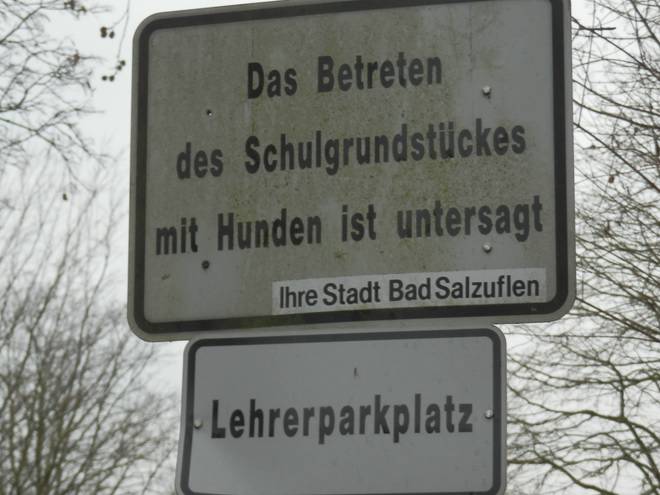 Das Betreten
des Schulgrundstückes
mit Hunden ist untersagt
Ihre Stadt Bad Salzuflen
Lehrerparkplatz